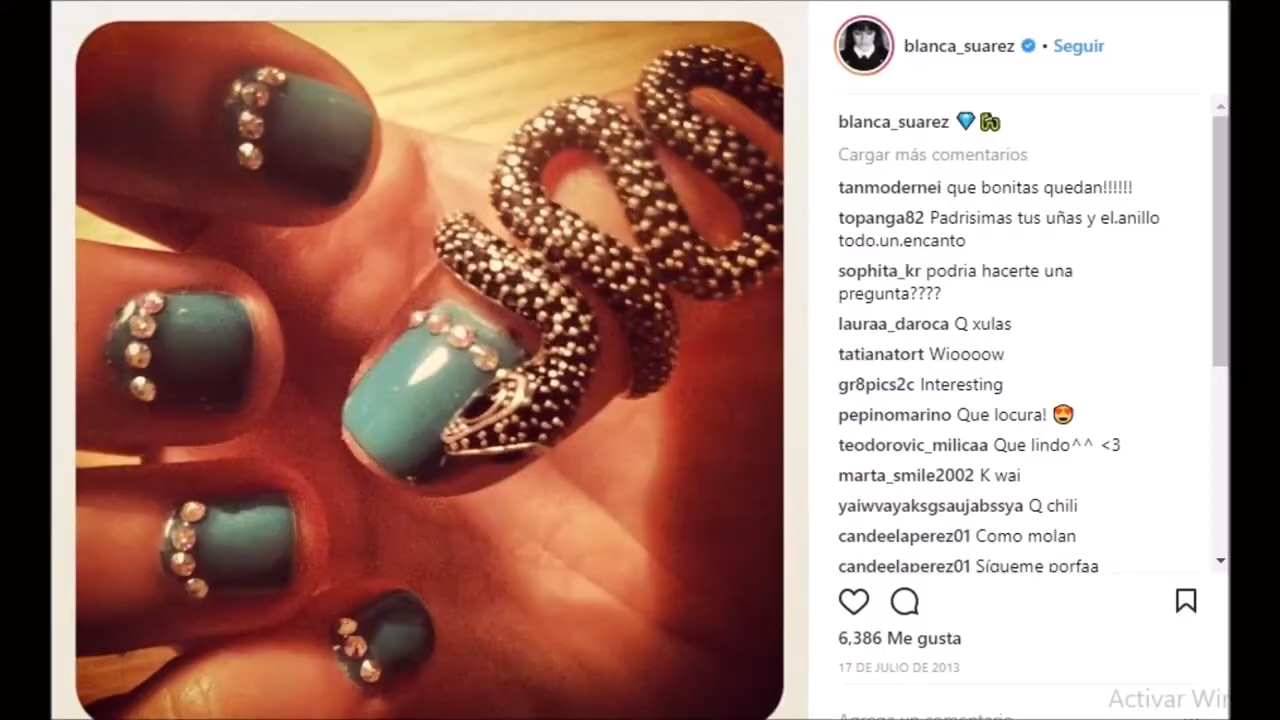 blanca_suarez • Seguir
blanca_suarez
Cargar más comentarios
tanmodernei que bonitas quedan!!!!!!
topanga82 Padrisimas tus uñas y el.anillo
todo.un.encanto
sophita_kr podria hacerte una
pregunta????
lauraa_daroca Q xulas
tatianatort Wioooow
gr8pics2c Interesting
pepinomarino Que locura! 😍
teodorovic_milicaa Que lindo^^ <3
marta_smile2002 K wai
yaiwvayaksgsaujabssya Q chili
candeelaperez01 Como molan
candeelaperez01 Sígueme porfaa
6,386 Me gusta
17 DE JULIO DE 2013
Activar Wi